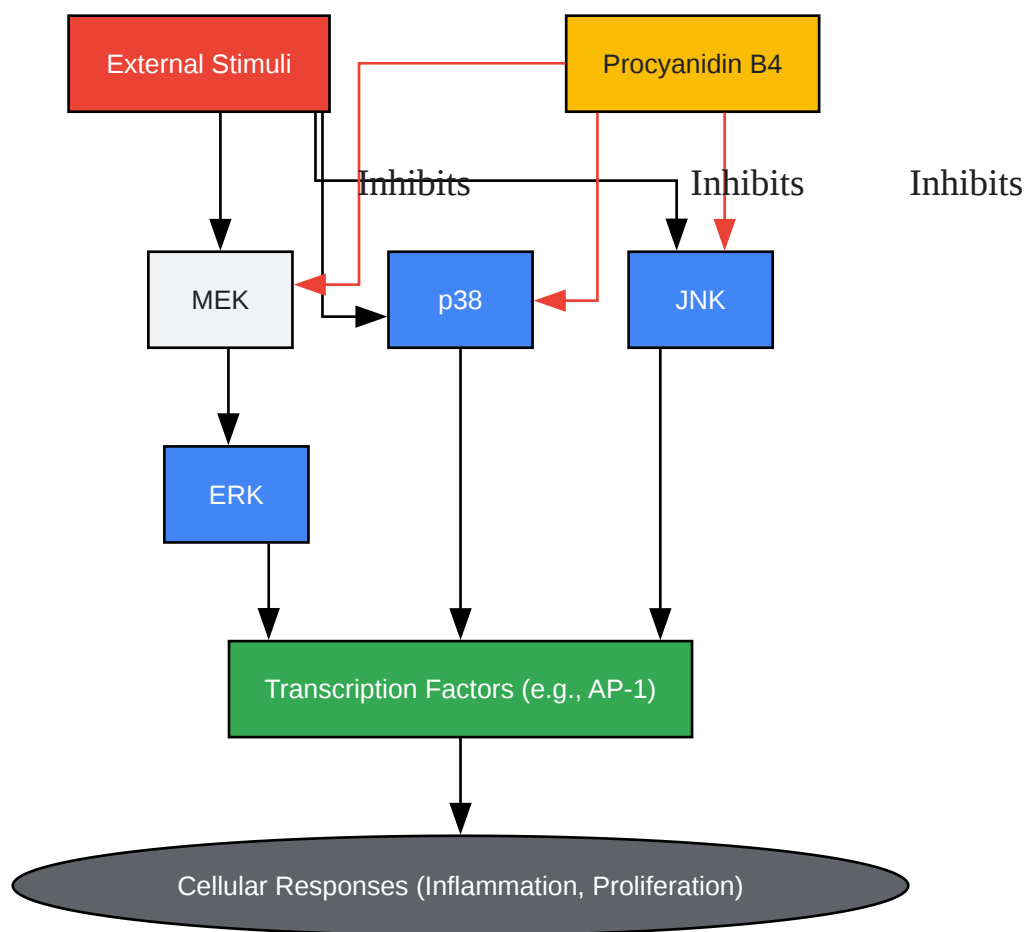 External Stimuli
Procyanidin B4
Inhibits
Inhibits
Inhibits
MEK
p38
JNK
ERK
Transcription Factors (e.g., AP-1)
Cellular Responses (Inflammation, Proliferation)